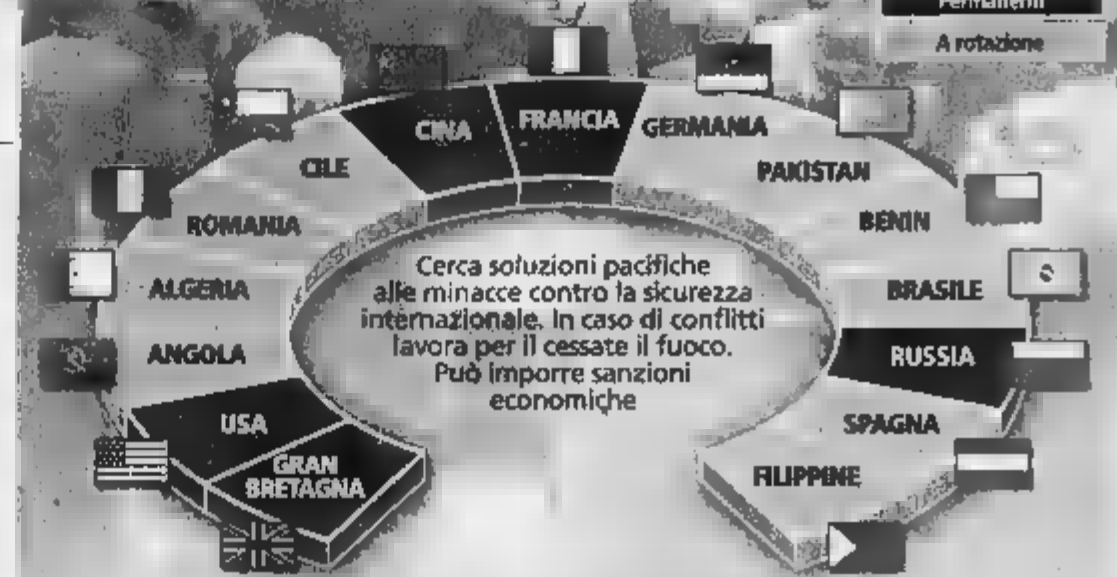 Permanenti
A rotazione
CINA
FRANCIA
GERMANIA
CILE
PAKISTAN
ROMANIA
BENIN
ALGERIA
BRASILE
ANGOLA
RUSSIA
USA
SPAGNA
GRAN
BRETAGNA
FILIPPINE
Cerca soluzioni pacifiche
alle minacce contro la sicurezza
internazionale. In caso di conflitti
lavora per il cessate il fuoco.
Può imporre sanzioni
economiche